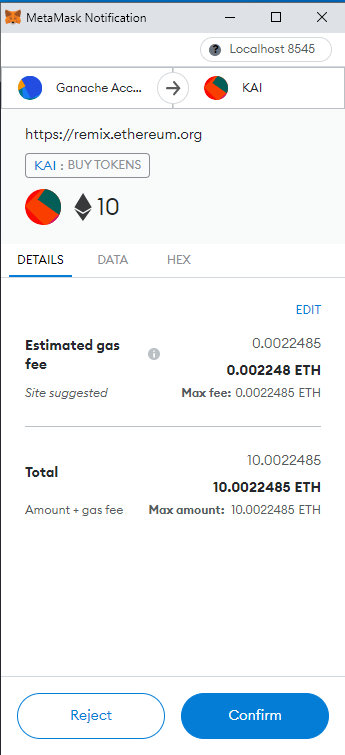 MetaMask Notification
Localhost 8545
Ganache Acc... KAI
https://remix.ethereum.org
KAI : BUY TOKENS
10
DETAILS DATA HEX
EDIT
Estimated gas fee 0.0022485
0.002248 ETH
Site suggested Max fee: 0.0022485 ETH
Total 10.0022485
10.0022485 ETH
Amount + gas fee Max amount: 10.0022485 ETH
Reject Confirm